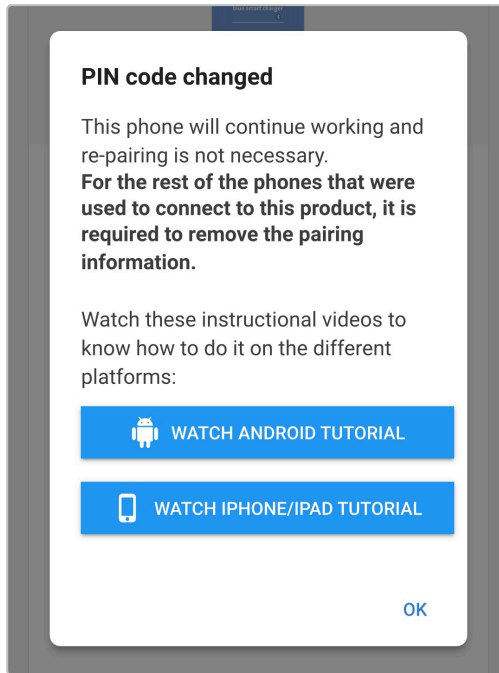 blue smart charger
PIN code changed
This phone will continue working and
re-pairing is not necessary.
For the rest of the phones that were
used to connect to this product, it is
required to remove the pairing
information.
Watch these instructional videos to
know how to do it on the different
platforms:
WATCH ANDROID TUTORIAL
WATCH IPHONE/IPAD TUTORIAL
OK